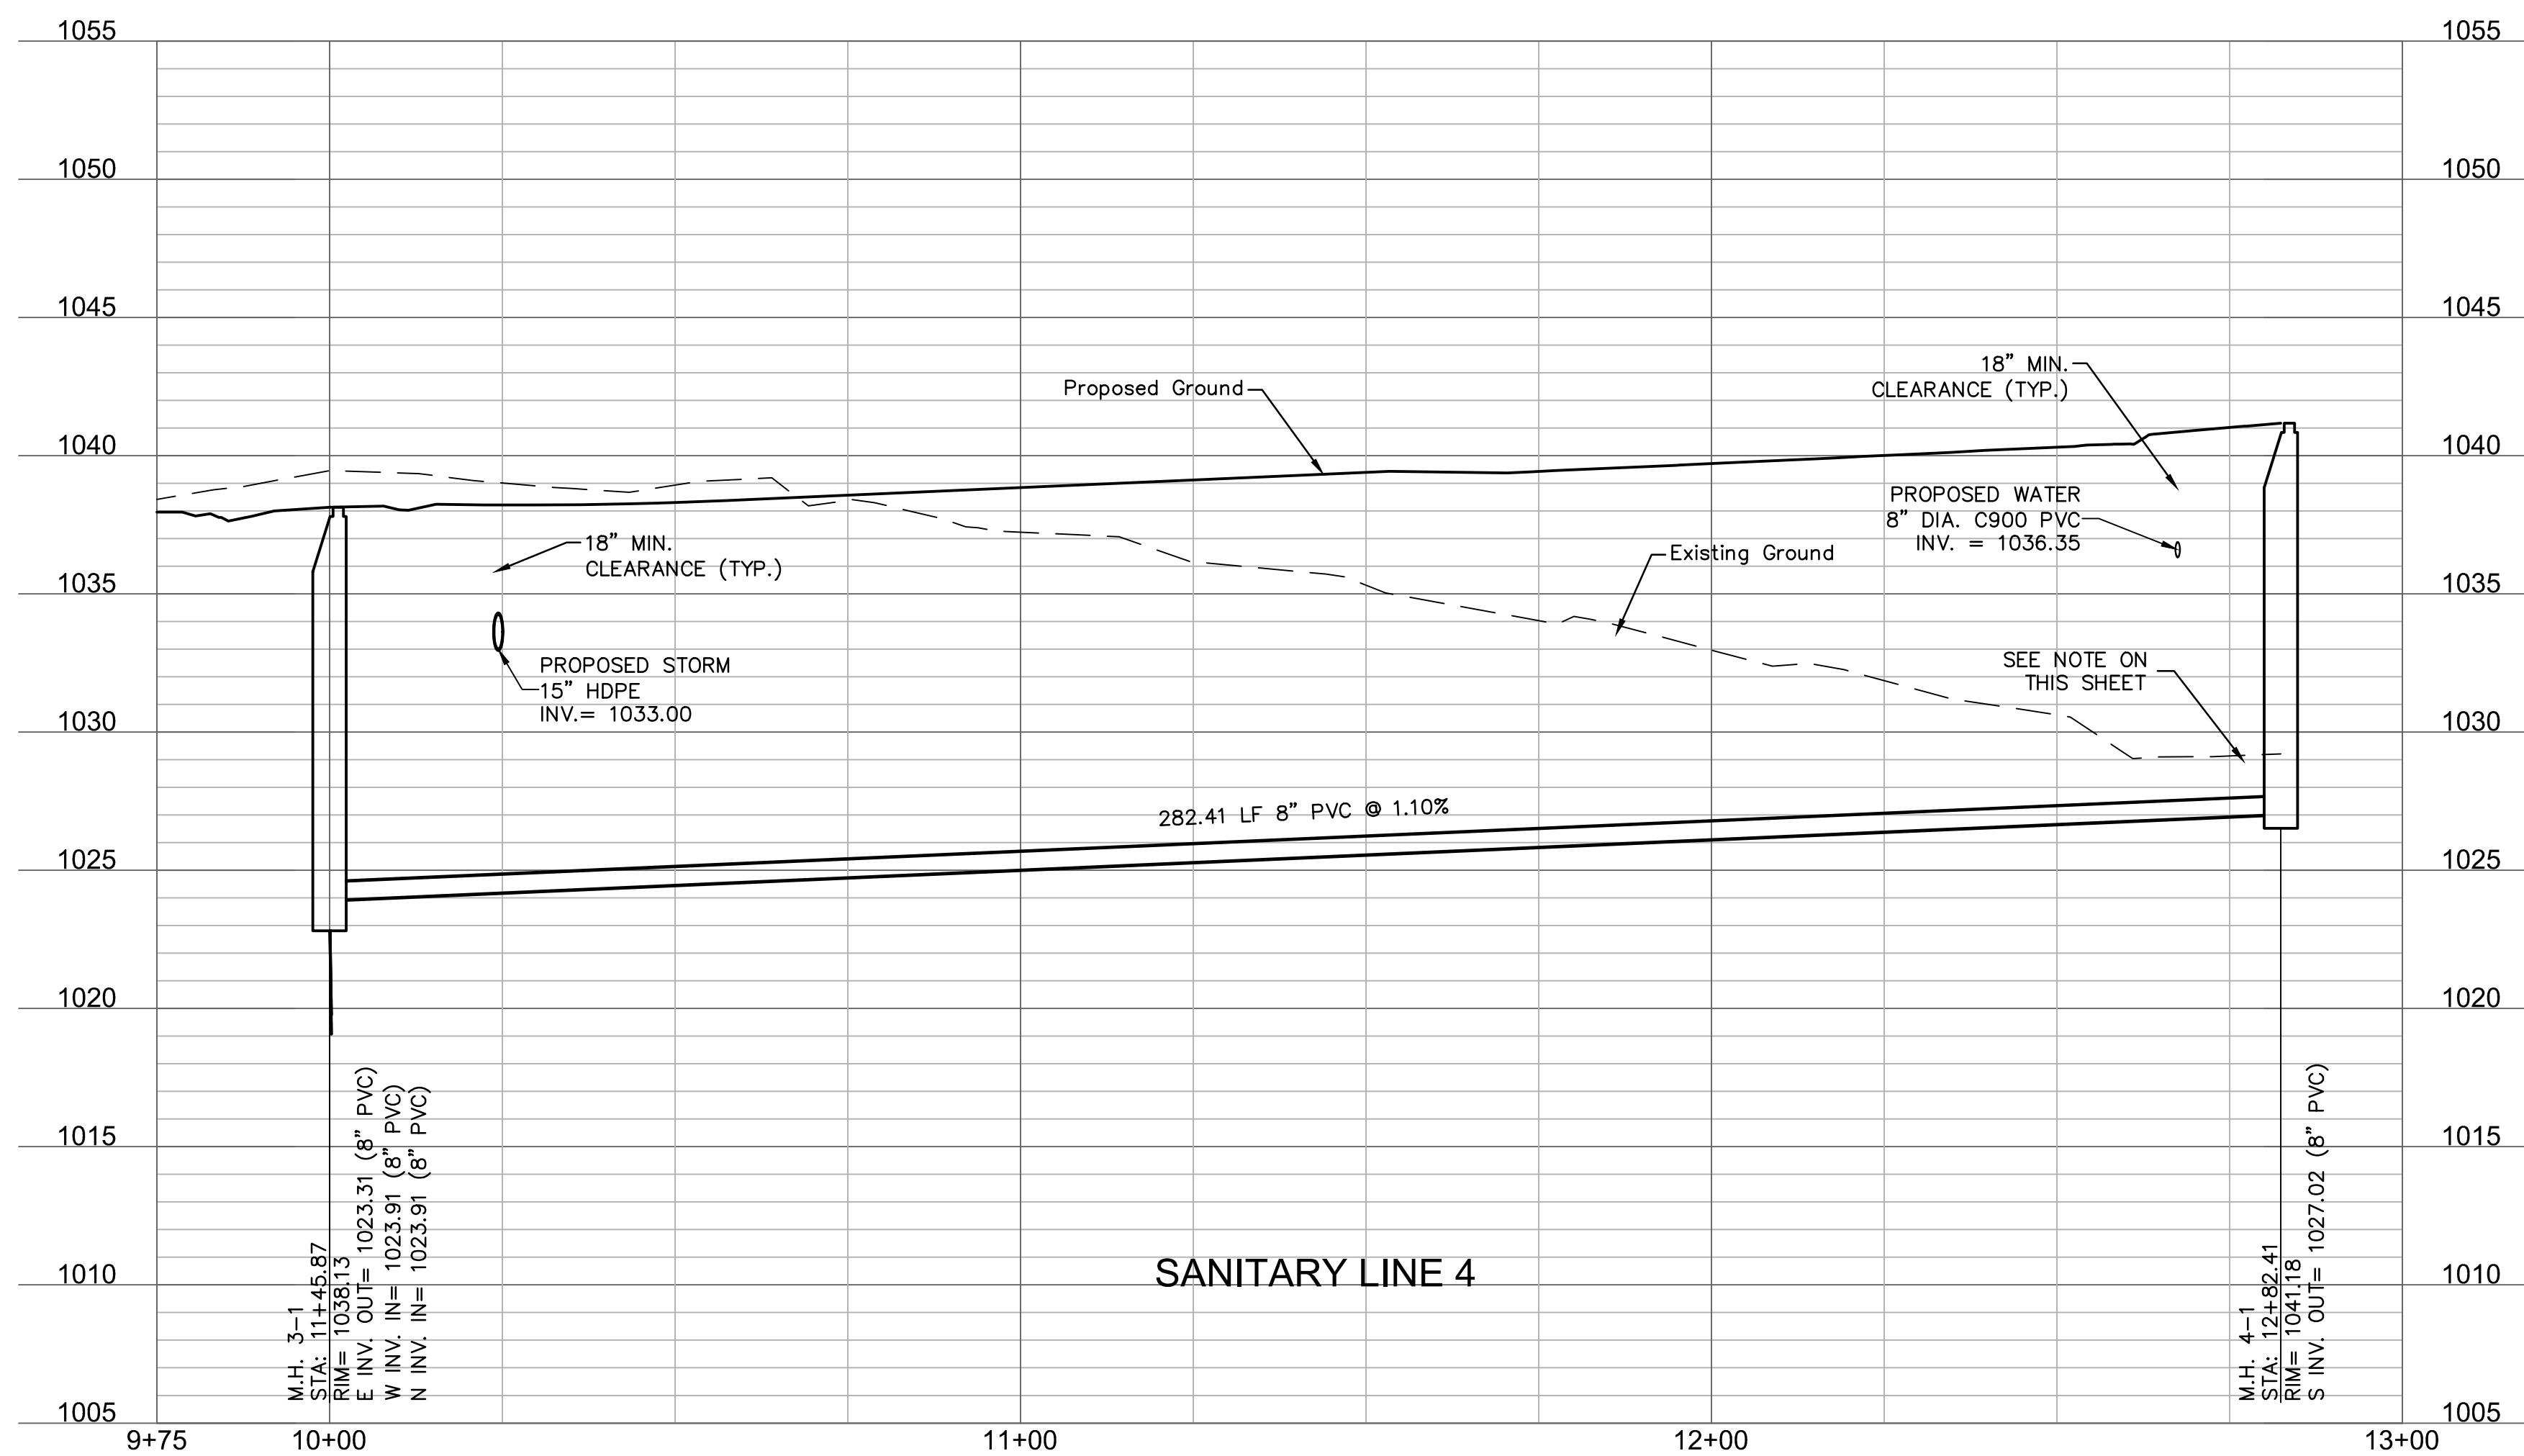 1055
1050
1045
1040
1035
1030
1025
1020
1015
1010
1005
1055
1050
1045
1040
1035
1030
1025
1020
1015
1010
1005
Proposed Ground
18” MIN.
CLEARANCE (TYP.)
PROPOSED WATER
8” DIA. C900 PVC
INV. = 1036.35
18” MIN.
CLEARANCE (TYP.)
Existing Ground
PROPOSED STORM
15” HDPE
INV.= 1033.00
SEE NOTE ON
THIS SHEET
282.41 LF 8” PVC @ 1.10%
M.H. 3-1
STA: 11+45.87
RIM= 1038.13
E INV. OUT= 1023.31 (8” PVC)
W INV. IN= 1023.91 (8” PVC)
N INV. IN= 1023.91 (8” PVC)
SANITARY LINE 4
M.H. 4-1
STA: 12+82.41
RIM= 1041.18
S INV. OUT= 1027.02 (8” PVC)
9+75
10+00
11+00
12+00
13+00